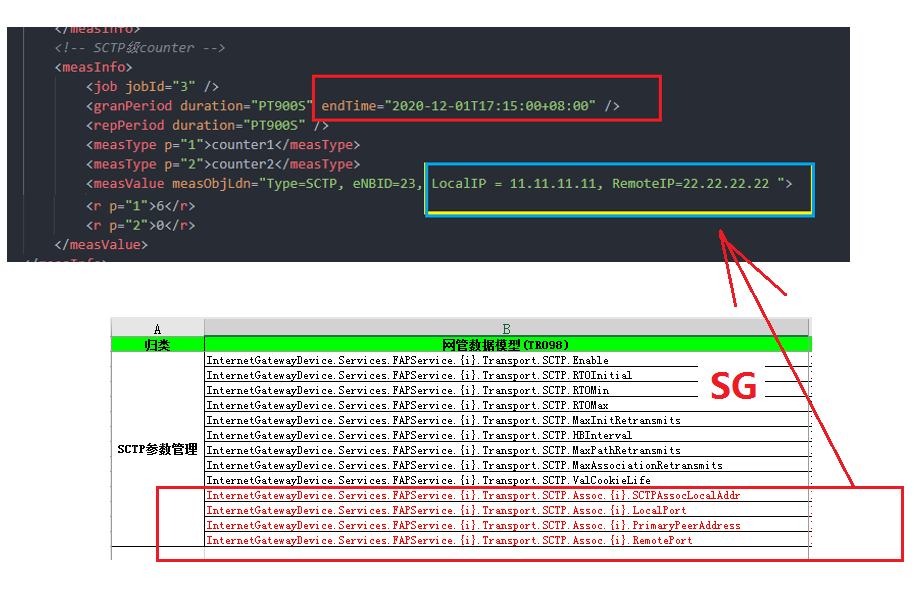 </measInfo>
<!-- SCTP级counter -->
<measInfo>
<job jobId="3" />
<granPeriod duration="PT900S" endTime="2020-12-01T17:15:00+08:00" />
<repPeriod duration="PT900S" />
<measType p="1">counter1</measType>
<measType p="2">counter2</measType>
<measValue measObjLdn="Type=SCTP, eNBID=23, LocalIP = 11.11.11.11, RemoteIP=22.22.22.22 ">
<r p="1">6</r>
<r p="2">0</r>
</measValue>
</measInfo>
A B
归类 网管数据模型(TR098)
InternetGatewayDevice.Services.FAPService.{i}.Transport.SCTP.Enable
InternetGatewayDevice.Services.FAPService.{i}.Transport.SCTP.RTOInitial
InternetGatewayDevice.Services.FAPService.{i}.Transport.SCTP.RTOMin
SG
InternetGatewayDevice.Services.FAPService.{i}.Transport.SCTP.RTOMax
InternetGatewayDevice.Services.FAPService.{i}.Transport.SCTP.MaxInitRetransmits
InternetGatewayDevice.Services.FAPService.{i}.Transport.SCTP.HBInterval
SCTP参数管理 InternetGatewayDevice.Services.FAPService.{i}.Transport.SCTP.MaxPathRetransmits
InternetGatewayDevice.Services.FAPService.{i}.Transport.SCTP.MaxAssociationRetransmits
InternetGatewayDevice.Services.FAPService.{i}.Transport.SCTP.ValCookieLife
InternetGatewayDevice.Services.FAPService.{i}.Transport.SCTP.Assoc.{i}.SCTPAssocLocalAddr
InternetGatewayDevice.Services.FAPService.{i}.Transport.SCTP.Assoc.{i}.LocalPort
InternetGatewayDevice.Services.FAPService.{i}.Transport.SCTP.Assoc.{i}.PrimaryPeerAddress
InternetGatewayDevice.Services.FAPService.{i}.Transport.SCTP.Assoc.{i}.RemotePort